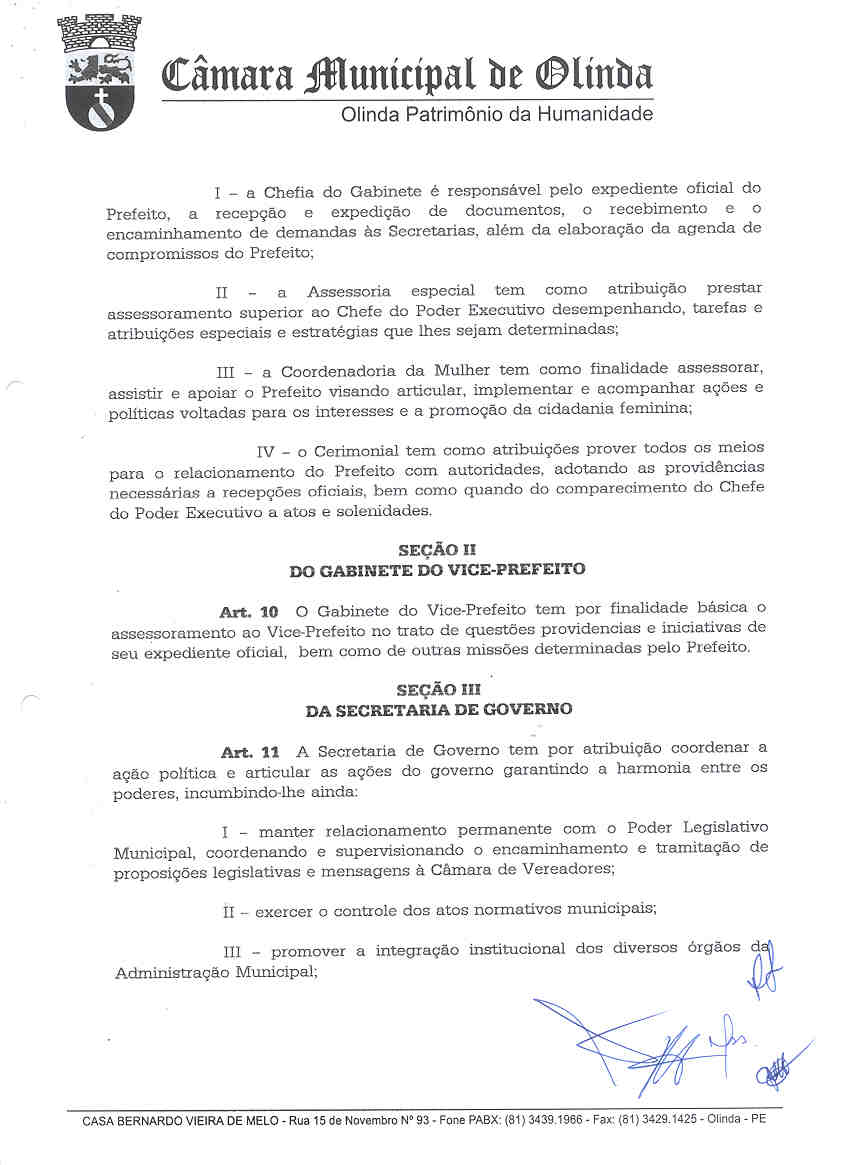 Câmara Municipal de Olinda
Olinda Patrimônio da Humanidade
I – a Chefia do Gabinete é responsável pelo expediente oficial do
Prefeito, a recepção e expedição de documentos, o recebimento e o
encaminhamento de demandas às Secretarias, além da elaboração da agenda de
compromissos do Prefeito;
II – a Assessoria especial tem como atribuição prestar
assessoramento superior ao Chefe do Poder Executivo desempenhando, tarefas e
atribuições especiais e estratégias que lhes sejam determinadas;
III – a Coordenadoria da Mulher tem como finalidade assessorar,
assistir e apoiar o Prefeito visando articular, implementar e acompanhar ações e
políticas voltadas para os interesses e a promoção da cidadania feminina;
IV – o Cerimonial tem como atribuições prover todos os meios
para o relacionamento do Prefeito com autoridades, adotando as providências
necessárias a recepções oficiais, bem como quando do comparecimento do Chefe
do Poder Executivo a atos e solenidades.
SEÇÃO II
DO GABINETE DO VICE-PREFEITO
Art. 10 O Gabinete do Vice-Prefeito tem por finalidade básica o
assessoramento ao Vice-Prefeito no trato de questões providencias e iniciativas de
seu expediente oficial, bem como de outras missões determinadas pelo Prefeito.
SEÇÃO III
DA SECRETARIA DE GOVERNO
Art. 11 A Secretaria de Governo tem por atribuição coordenar a
ação política e articular as ações do governo garantindo a harmonia entre os
poderes, incumbindo-lhe ainda:
I – manter relacionamento permanente com o Poder Legislativo
Municipal, coordenando e supervisionando o encaminhamento e tramitação de
proposições legislativas e mensagens à Câmara de Vereadores;
II – exercer o controle dos atos normativos municipais;
III – promover a integração institucional dos diversos órgãos da
Administração Municipal;
CASA BERNARDO VIEIRA DE MELO - Rua 15 de Novembro Nº 93 - Fone PABX: (81) 3439.1966 - Fax: (81) 3429.1425 - Olinda - PE